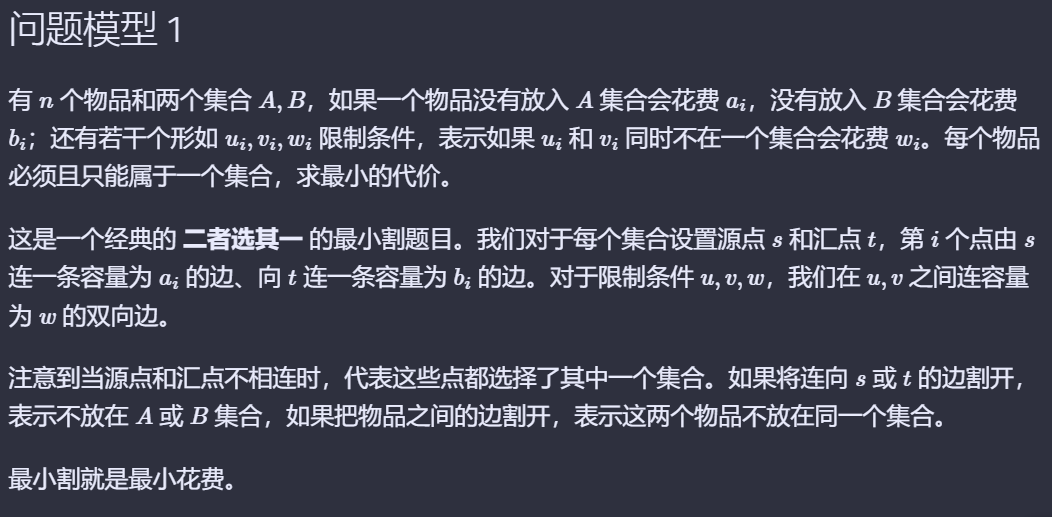 问题模型 1
有 n 个物品和两个集合 A, B，如果一个物品没有放入 A 集合会花费 aᵢ，没有放入 B 集合会花费
bᵢ；还有若干个形如 uᵢ, vᵢ, wᵢ 限制条件，表示如果 uᵢ 和 vᵢ 同时不在一个集合会花费 wᵢ。每个物品
必须且只能属于一个集合，求最小的代价。
这是一个经典的 二者选其一 的最小割题目。我们对于每个集合设置源点 s 和汇点 t，第 i 个点由 s
连一条容量为 aᵢ 的边、向 t 连一条容量为 bᵢ 的边。对于限制条件 u, v, w，我们在 u, v 之间连容量
为 w 的双向边。
注意到当源点和汇点不相连时，代表这些点都选择了其中一个集合。如果将连向 s 或 t 的边割开，
表示不放在 A 或 B 集合，如果把物品之间的边割开，表示这两个物品不放在同一个集合。
最小割就是最小花费。